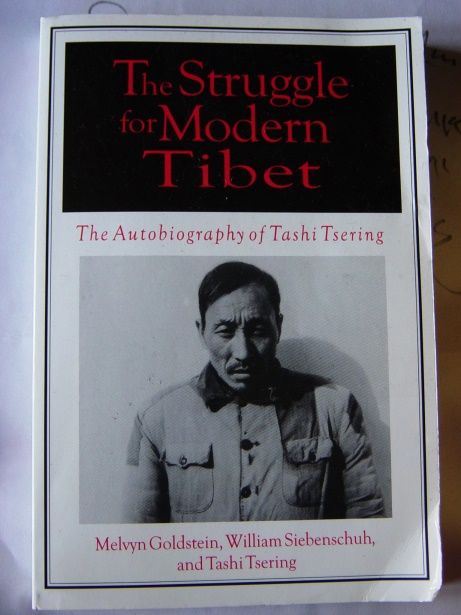 The Struggle
for Modern
Tibet
The Autobiography of Tashi Tsering
Melvyn Goldstein, William Siebenschuh,
and Tashi Tsering